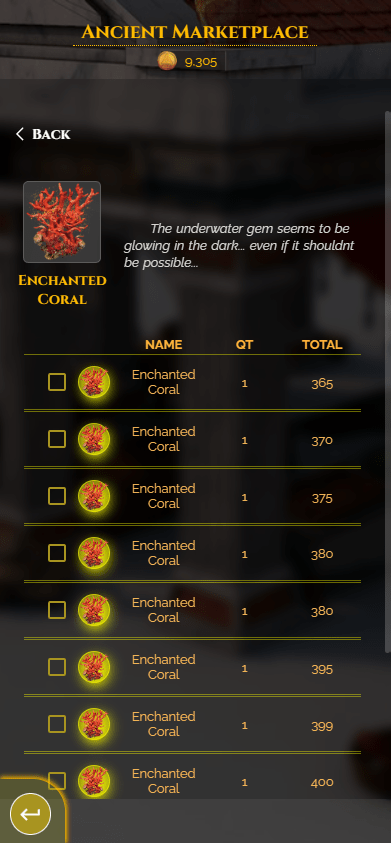 Ancient Marketplace
9,305
Back
The underwater gem seems to be
glowing in the dark... even if it shouldnt
be possible...
Enchanted
Coral
NAME QT TOTAL
Enchanted
Coral 1 365
Enchanted
Coral 1 370
Enchanted
Coral 1 375
Enchanted
Coral 1 380
Enchanted
Coral 1 380
Enchanted
Coral 1 395
Enchanted
Coral 1 399
Enchanted
Coral 1 400